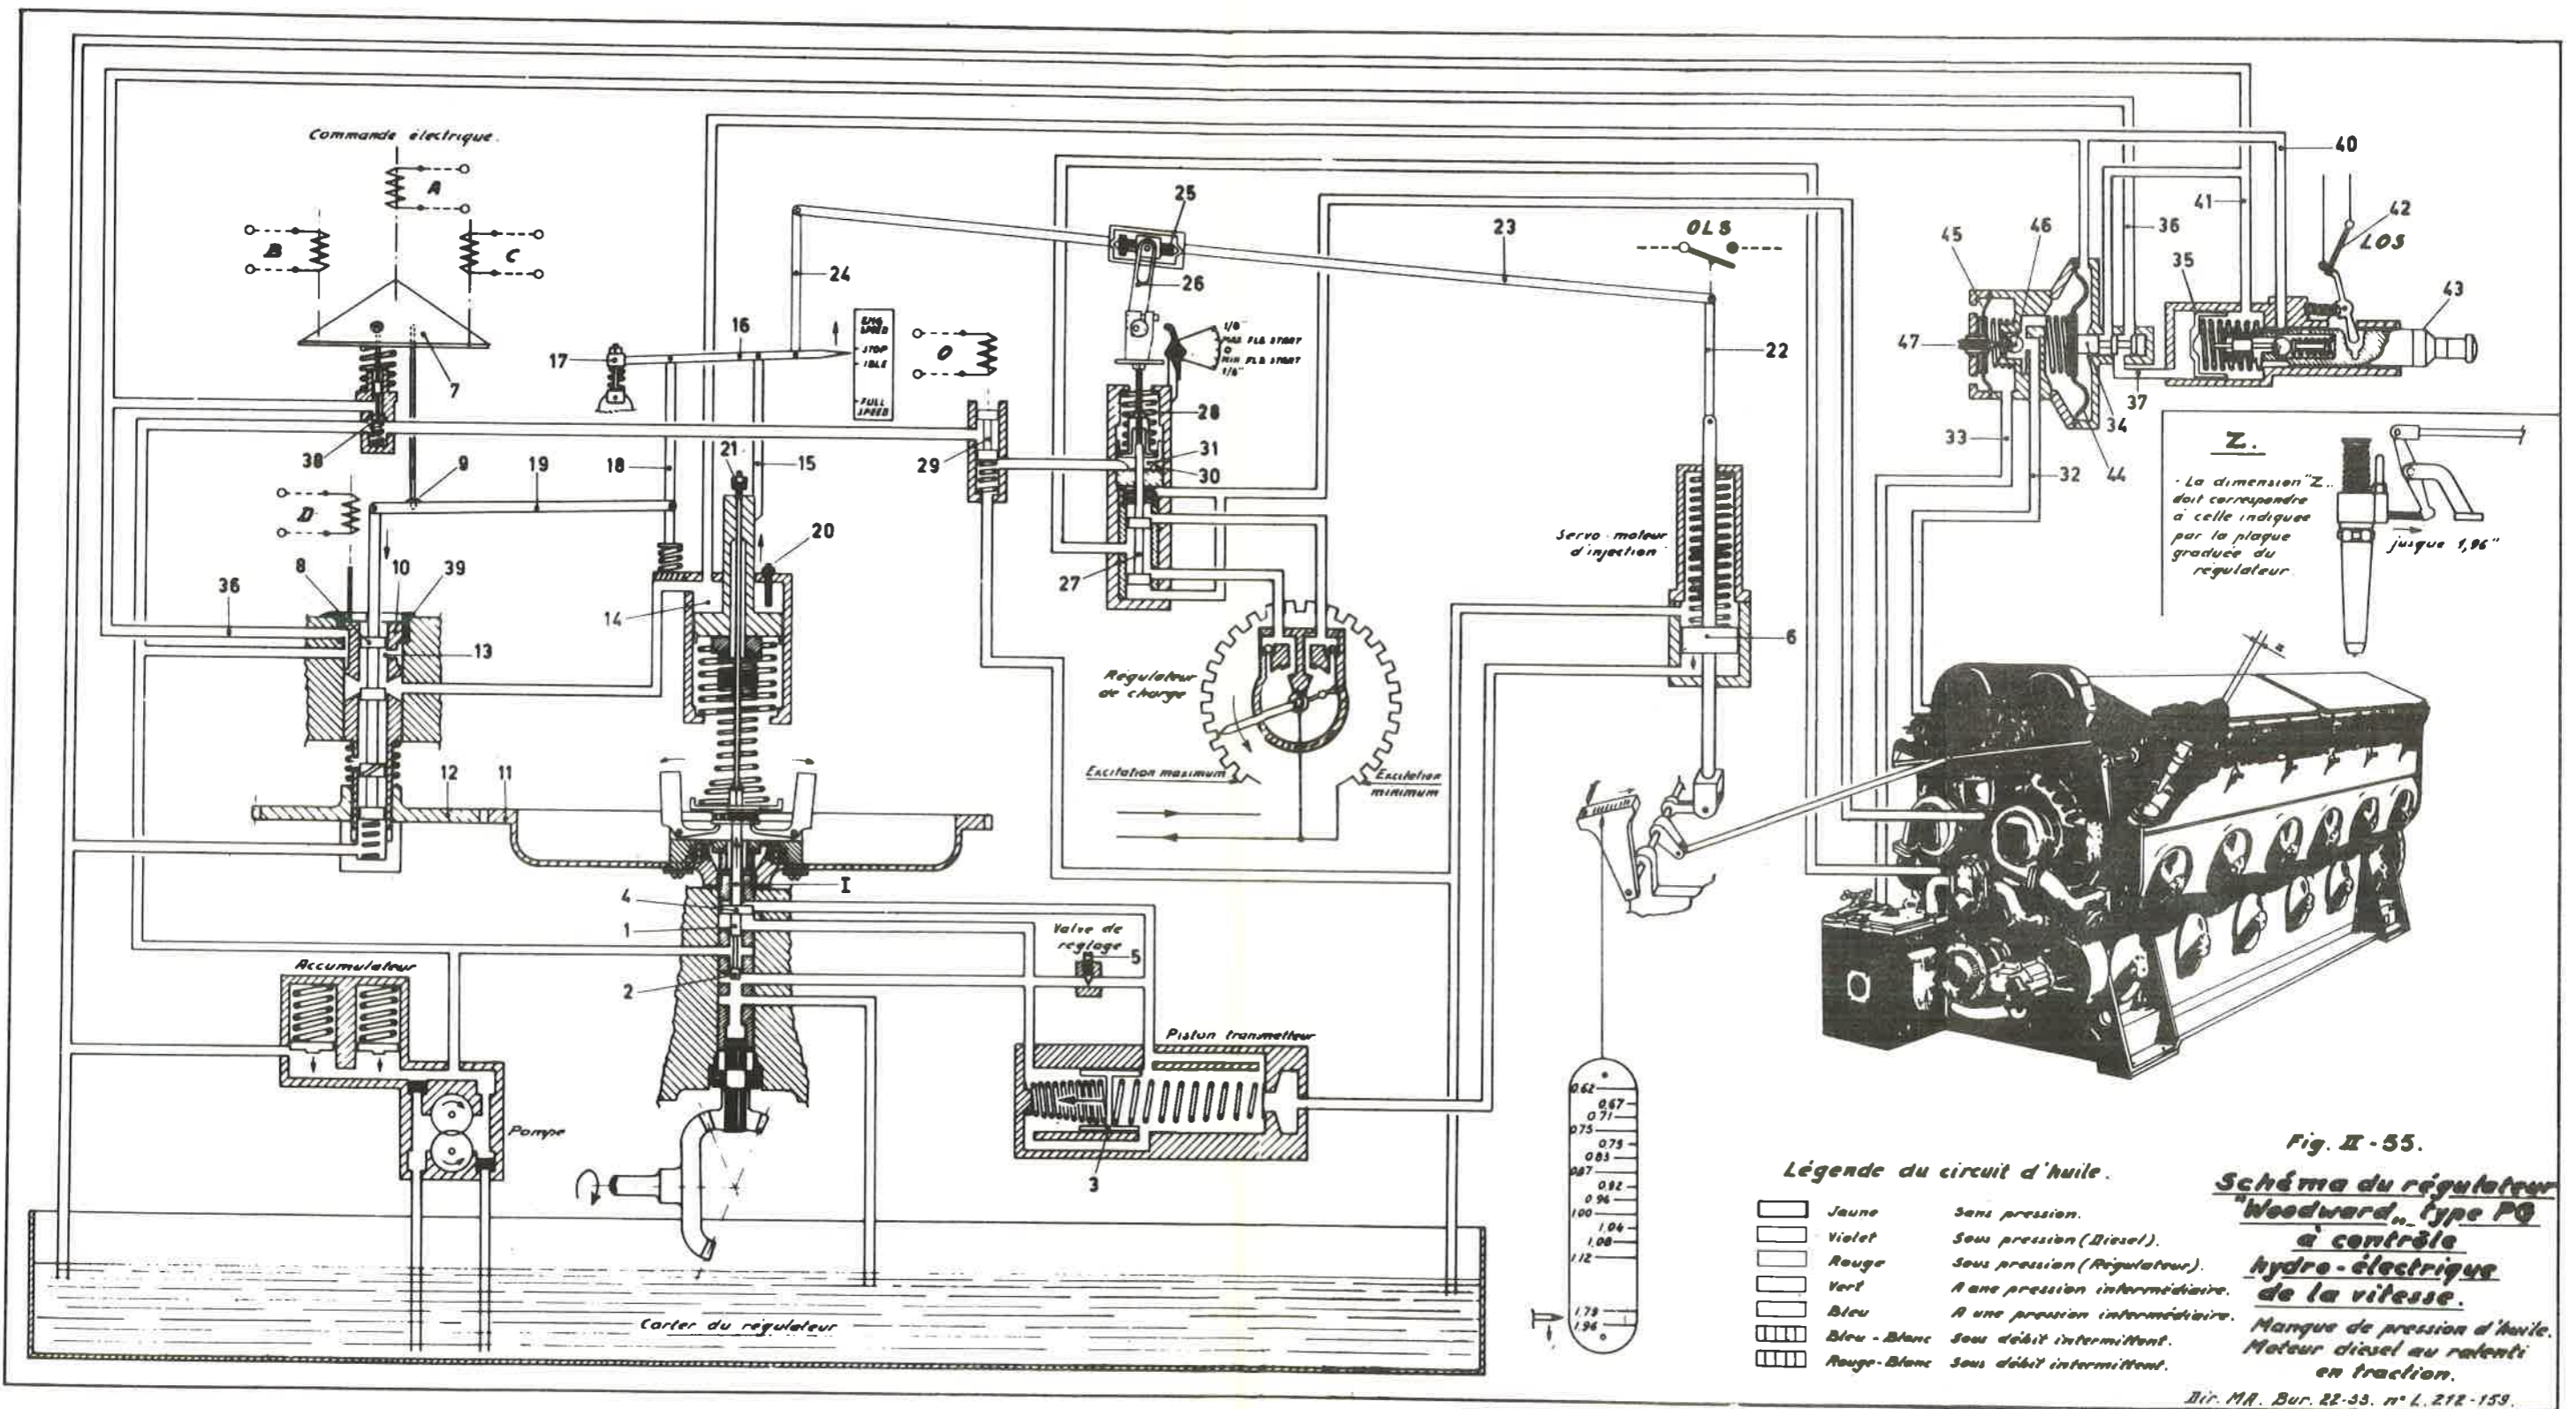 Commande électrique.
A
B
C
7
38
9
19
18
D
8
10
39
36
13
12
11
17
16
24
ENG SPEED
STOP
IDLE
FULL SPEED
O
21
15
20
14
29
25
26
1/8"
MAX FLD START
O
MIN FLD START
1/8"
28
31
30
27
23
OLS
22
Servo-moteur
d'injection
6
Régulateur
de charge
Excitation maximum
Excitation
minimum
I
4
1
2
Valve de
réglage
5
Accumulateur
Pompe
Piston transmetteur
3
Carter du régulateur
40
41
36
42
LOS
43
45
46
35
47
37
34
33
32
44
Z.
- La dimension "Z"
doit correspondre
à celle indiquée
par la plaque
graduée du
régulateur
jusque 1,96"
0.62
0.67
0.71
0.75
0.79
0.83
0.87
0.92
0.96
1.00
1.04
1.08
1.12
1.79
1.96
Légende du circuit d'huile.
Jaune Sans pression.
Violet Sous pression (Diesel).
Rouge Sous pression (Régulateur).
Vert A une pression intermédiaire.
Bleu A une pression intermédiaire.
Bleu-Blanc Sous débit intermittent.
Rouge-Blanc Sous débit intermittent.
Fig. II-55.
Schéma du régulateur
"Woodward" type PG
à contrôle
hydro-électrique
de la vitesse.
Manque de pression d'huile.
Moteur diesel au ralenti
en traction.
Dir. MA. Bur. 22-33. n° L. 212-159.